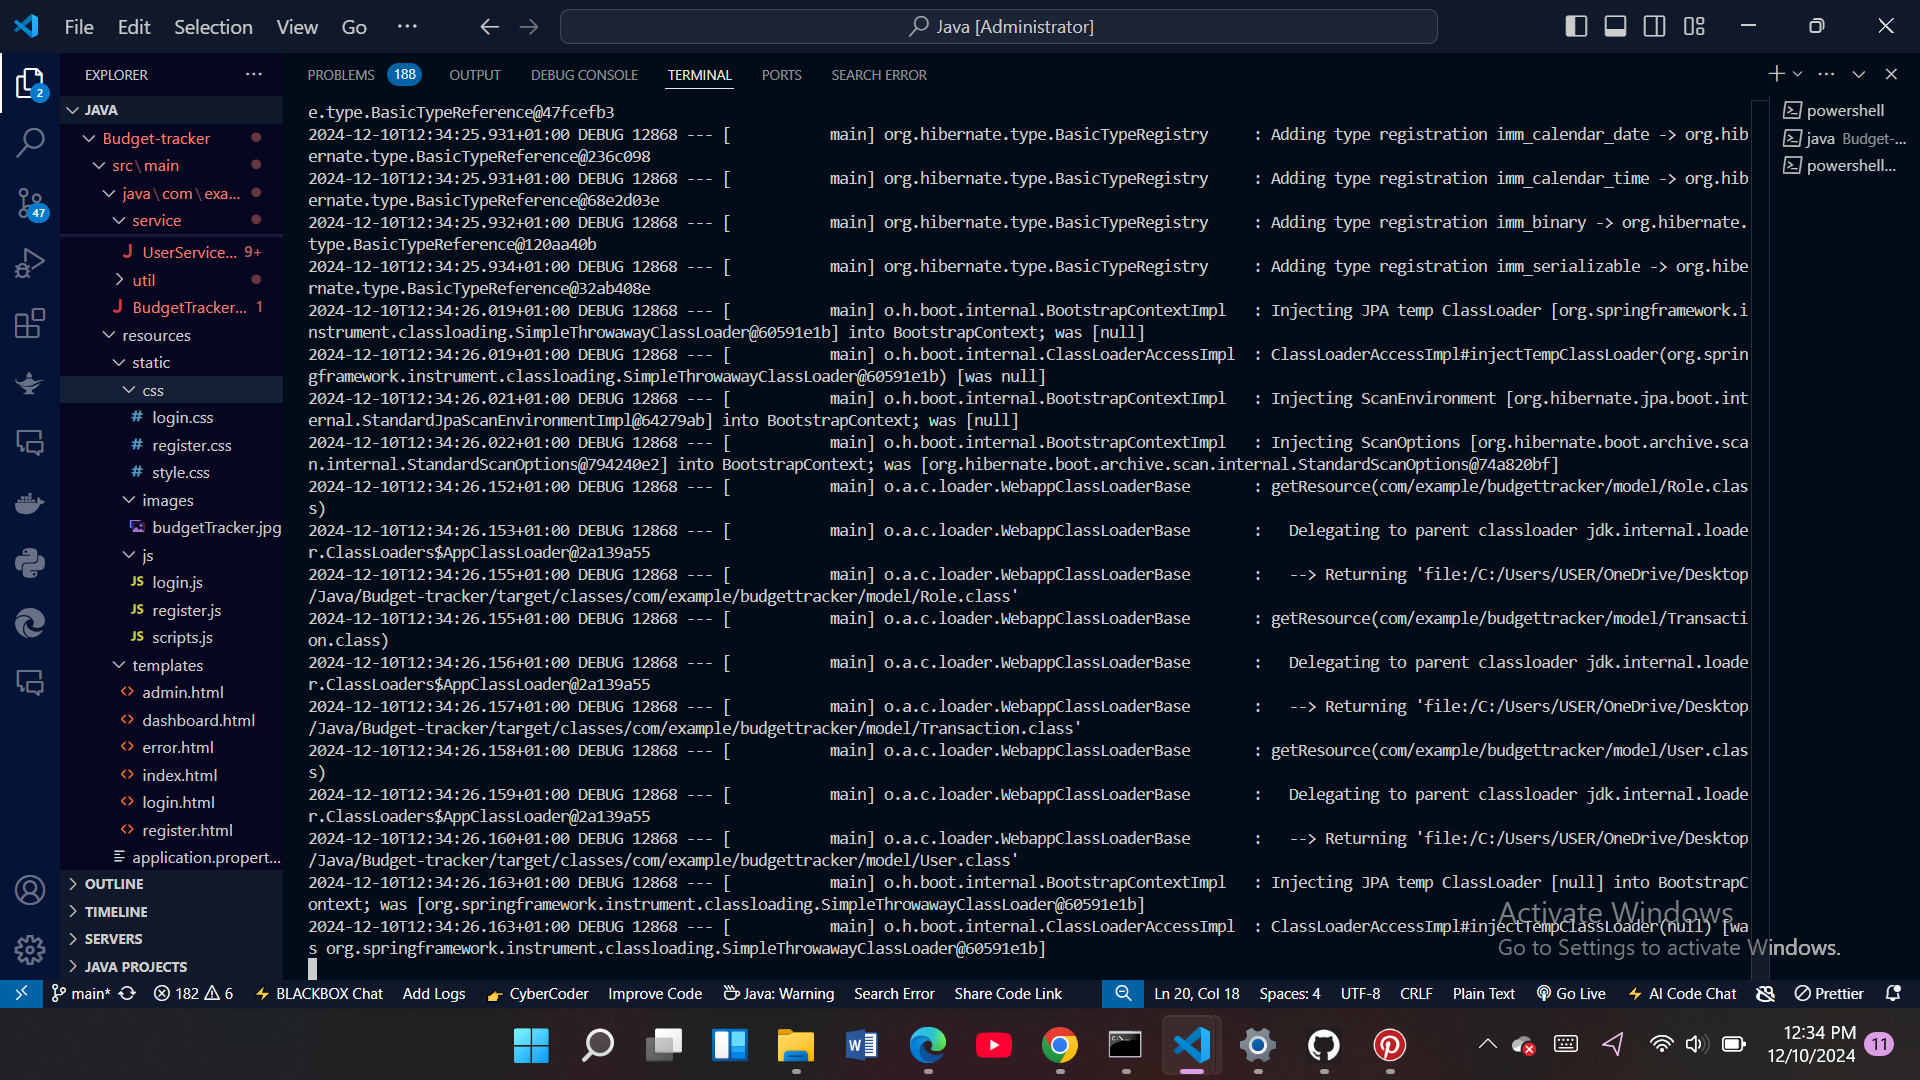 File Edit Selection View Go ··· Java [Administrator]
EXPLORER ···
JAVA
Budget-tracker
src\main
java\com\exa...
service
UserService... 9+
util
BudgetTracker... 1
resources
static
css
# login.css
# register.css
# style.css
images
budgetTracker.jpg
js
JS login.js
JS register.js
JS scripts.js
templates
<> admin.html
<> dashboard.html
<> error.html
<> index.html
<> login.html
<> register.html
application.propert...
OUTLINE
TIMELINE
SERVERS
JAVA PROJECTS
2
47
PROBLEMS 188 OUTPUT DEBUG CONSOLE TERMINAL PORTS SEARCH ERROR
e.type.BasicTypeReference@47fcefb3
2024-12-10T12:34:25.931+01:00 DEBUG 12868 --- [           main] org.hibernate.type.BasicTypeRegistry     : Adding type registration imm_calendar_date -> org.hib
ernate.type.BasicTypeReference@236c098
2024-12-10T12:34:25.931+01:00 DEBUG 12868 --- [           main] org.hibernate.type.BasicTypeRegistry     : Adding type registration imm_calendar_time -> org.hib
ernate.type.BasicTypeReference@68e2d03e
2024-12-10T12:34:25.932+01:00 DEBUG 12868 --- [           main] org.hibernate.type.BasicTypeRegistry     : Adding type registration imm_binary -> org.hibernate.
type.BasicTypeReference@120aa40b
2024-12-10T12:34:25.934+01:00 DEBUG 12868 --- [           main] org.hibernate.type.BasicTypeRegistry     : Adding type registration imm_serializable -> org.hibe
rnate.type.BasicTypeReference@32ab408e
2024-12-10T12:34:26.019+01:00 DEBUG 12868 --- [           main] o.h.boot.internal.BootstrapContextImpl   : Injecting JPA temp ClassLoader [org.springframework.i
nstrument.classloading.SimpleThrowawayClassLoader@60591e1b] into BootstrapContext; was [null]
2024-12-10T12:34:26.019+01:00 DEBUG 12868 --- [           main] o.h.boot.internal.ClassLoaderAccessImpl  : ClassLoaderAccessImpl#injectTempClassLoader(org.sprin
gframework.instrument.classloading.SimpleThrowawayClassLoader@60591e1b) [was null]
2024-12-10T12:34:26.021+01:00 DEBUG 12868 --- [           main] o.h.boot.internal.BootstrapContextImpl   : Injecting ScanEnvironment [org.hibernate.jpa.boot.int
ernal.StandardJpaScanEnvironmentImpl@64279ab] into BootstrapContext; was [null]
2024-12-10T12:34:26.022+01:00 DEBUG 12868 --- [           main] o.h.boot.internal.BootstrapContextImpl   : Injecting ScanOptions [org.hibernate.boot.archive.sca
n.internal.StandardScanOptions@794240e2] into BootstrapContext; was [org.hibernate.boot.archive.scan.internal.StandardScanOptions@74a820bf]
2024-12-10T12:34:26.152+01:00 DEBUG 12868 --- [           main] o.a.c.loader.WebappClassLoaderBase       : getResource(com/example/budgettracker/model/Role.clas
s)
2024-12-10T12:34:26.153+01:00 DEBUG 12868 --- [           main] o.a.c.loader.WebappClassLoaderBase       :   Delegating to parent classloader jdk.internal.loade
r.ClassLoaders$AppClassLoader@2a139a55
2024-12-10T12:34:26.155+01:00 DEBUG 12868 --- [           main] o.a.c.loader.WebappClassLoaderBase       :   --> Returning 'file:/C:/Users/USER/OneDrive/Desktop
/Java/Budget-tracker/target/classes/com/example/budgettracker/model/Role.class'
2024-12-10T12:34:26.155+01:00 DEBUG 12868 --- [           main] o.a.c.loader.WebappClassLoaderBase       : getResource(com/example/budgettracker/model/Transacti
on.class)
2024-12-10T12:34:26.156+01:00 DEBUG 12868 --- [           main] o.a.c.loader.WebappClassLoaderBase       :   Delegating to parent classloader jdk.internal.loade
r.ClassLoaders$AppClassLoader@2a139a55
2024-12-10T12:34:26.157+01:00 DEBUG 12868 --- [           main] o.a.c.loader.WebappClassLoaderBase       :   --> Returning 'file:/C:/Users/USER/OneDrive/Desktop
/Java/Budget-tracker/target/classes/com/example/budgettracker/model/Transaction.class'
2024-12-10T12:34:26.158+01:00 DEBUG 12868 --- [           main] o.a.c.loader.WebappClassLoaderBase       : getResource(com/example/budgettracker/model/User.clas
s)
2024-12-10T12:34:26.159+01:00 DEBUG 12868 --- [           main] o.a.c.loader.WebappClassLoaderBase       :   Delegating to parent classloader jdk.internal.loade
r.ClassLoaders$AppClassLoader@2a139a55
2024-12-10T12:34:26.160+01:00 DEBUG 12868 --- [           main] o.a.c.loader.WebappClassLoaderBase       :   --> Returning 'file:/C:/Users/USER/OneDrive/Desktop
/Java/Budget-tracker/target/classes/com/example/budgettracker/model/User.class'
2024-12-10T12:34:26.163+01:00 DEBUG 12868 --- [           main] o.h.boot.internal.BootstrapContextImpl   : Injecting JPA temp ClassLoader [null] into BootstrapC
ontext; was [org.springframework.instrument.classloading.SimpleThrowawayClassLoader@60591e1b]
2024-12-10T12:34:26.163+01:00 DEBUG 12868 --- [           main] o.h.boot.internal.ClassLoaderAccessImpl  : ClassLoaderAccessImpl#injectTempClassLoader(null) [wa
s org.springframework.instrument.classloading.SimpleThrowawayClassLoader@60591e1b]
powershell
java Budget-...
powershell...
Activate Windows
Go to Settings to activate Windows.
main* 182 6 BLACKBOX Chat Add Logs CyberCoder Improve Code Java: Warning Search Error Share Code Link Ln 20, Col 18 Spaces: 4 UTF-8 CRLF Plain Text Go Live AI Code Chat Prettier
12:34 PM
12/10/2024
11